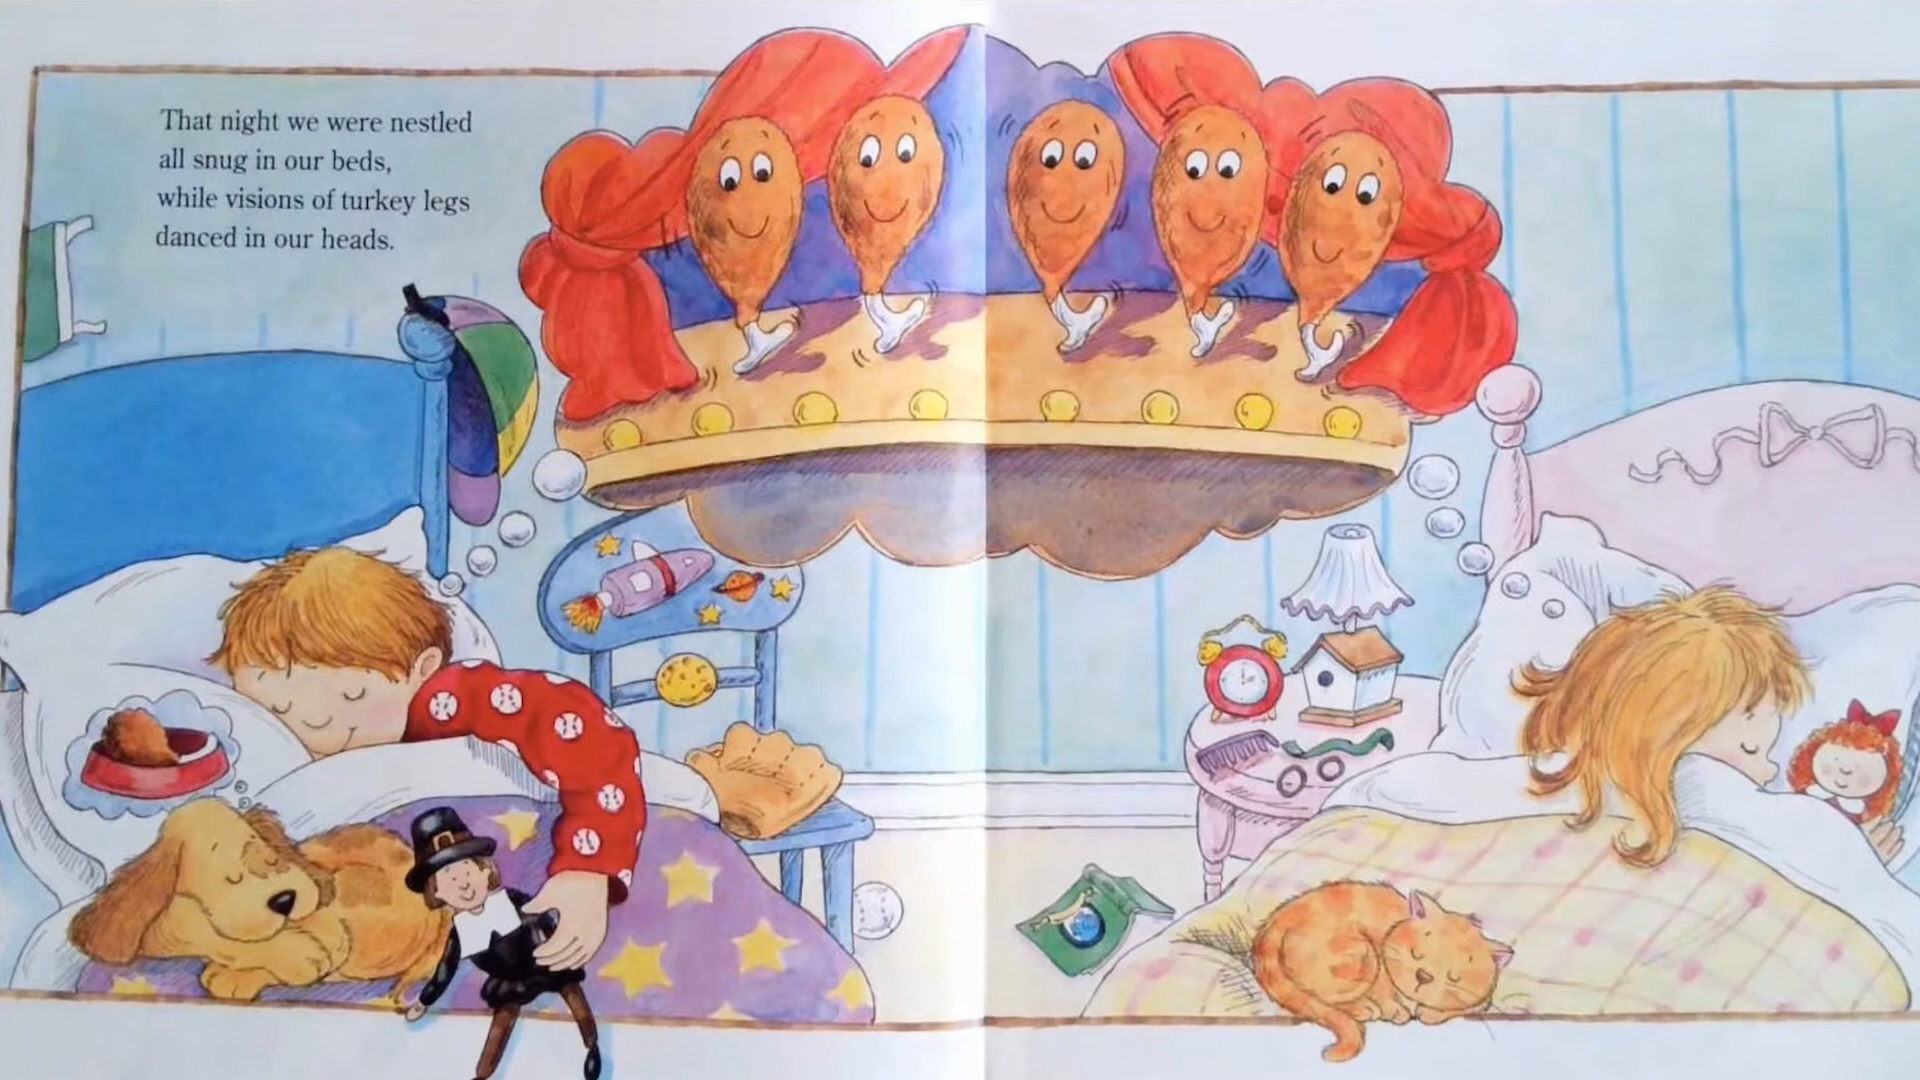 That night we were nestled
all snug in our beds,
while visions of turkey legs
danced in our heads.